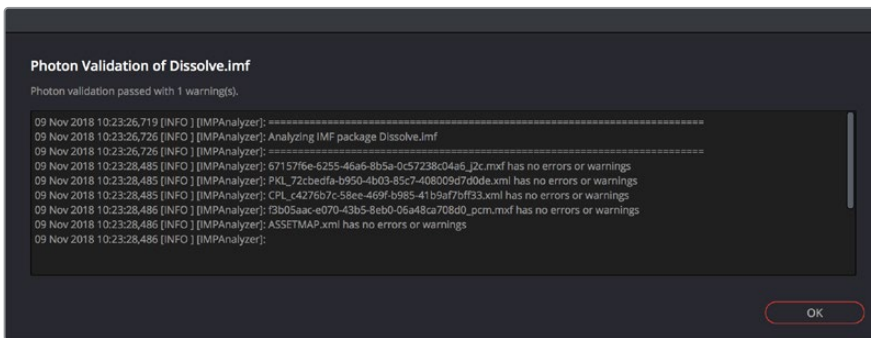 Photon Validation of Dissolve.imf
Photon validation passed with 1 warning(s).
09 Nov 2018 10:23:26,719 [INFO ] [IMPAnalyzer]: ==========================================================================
09 Nov 2018 10:23:26,726 [INFO ] [IMPAnalyzer]: Analyzing IMF package Dissolve.imf
09 Nov 2018 10:23:26,726 [INFO ] [IMPAnalyzer]: ==========================================================================
09 Nov 2018 10:23:28,485 [INFO ] [IMPAnalyzer]: 67157f6e-6255-46a6-8b5a-0c57238c04a6_j2c.mxf has no errors or warnings
09 Nov 2018 10:23:28,485 [INFO ] [IMPAnalyzer]: PKL_72cbedfa-b950-4b03-85c7-408009d7d0de.xml has no errors or warnings
09 Nov 2018 10:23:28,485 [INFO ] [IMPAnalyzer]: CPL_c4276b7c-58ee-469f-b985-41b9af7bff33.xml has no errors or warnings
09 Nov 2018 10:23:28,486 [INFO ] [IMPAnalyzer]: f3b05aac-e070-43b5-8eb0-06a48ca708d0_pcm.mxf has no errors or warnings
09 Nov 2018 10:23:28,486 [INFO ] [IMPAnalyzer]: ASSETMAP.xml has no errors or warnings
09 Nov 2018 10:23:28,486 [INFO ] [IMPAnalyzer]:
OK